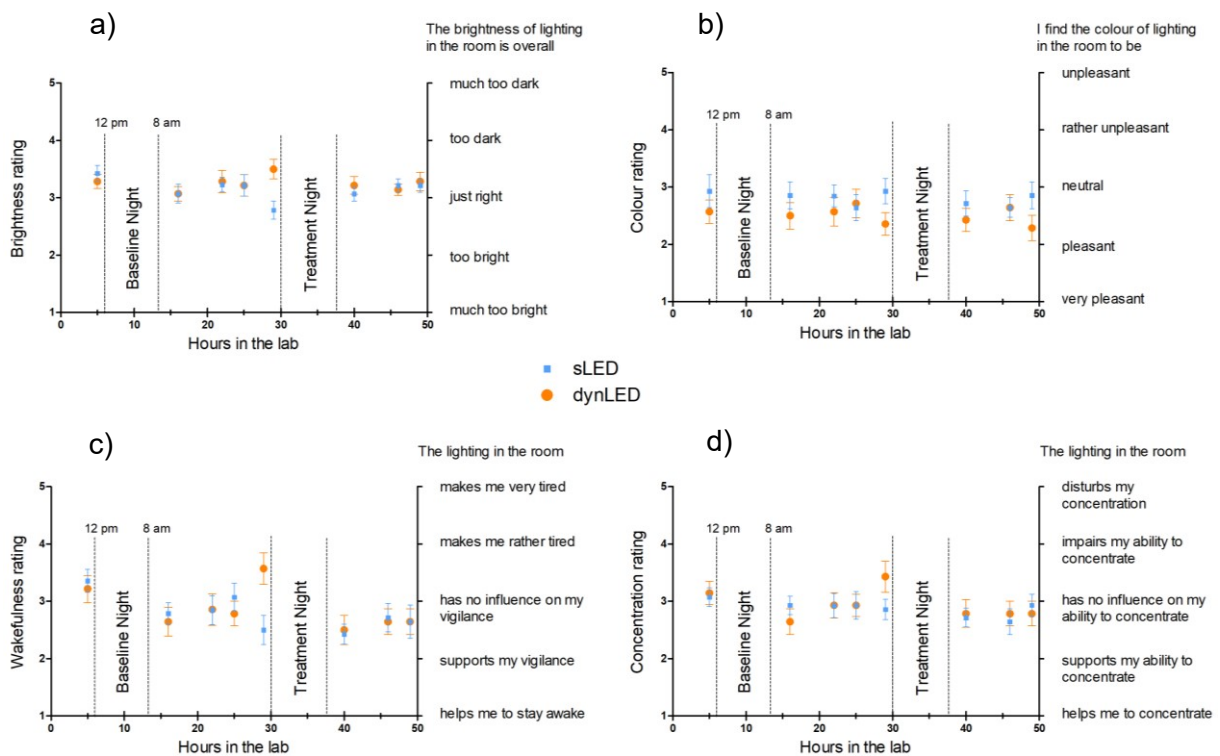 a)
The brightness of lighting
in the room is overall
5
much too dark
12 pm
8 am
4
too dark
Brightness rating
3
just right
Baseline Night
Treatment Night
2
too bright
1
much too bright
0
10
20
30
40
50
Hours in the lab
b)
I find the colour of lighting
in the room to be
5
unpleasant
12 pm
8 am
4
rather unpleasant
Colour rating
3
neutral
Baseline Night
Treatment Night
2
pleasant
1
very pleasant
0
10
20
30
40
50
Hours in the lab
sLED
dynLED
c)
The lighting in the room
5
makes me very tired
12 pm
8 am
4
makes me rather tired
Wakefulness rating
3
has no influence on my
vigilance
Baseline Night
Treatment Night
2
supports my vigilance
1
helps me to stay awake
0
10
20
30
40
50
Hours in the lab
d)
The lighting in the room
5
disturbs my
concentration
12 pm
8 am
4
impairs my ability to
concentrate
Concentration rating
3
has no influence on my
ability to concentrate
Baseline Night
Treatment Night
2
supports my ability to
concentrate
1
helps me to concentrate
0
10
20
30
40
50
Hours in the lab